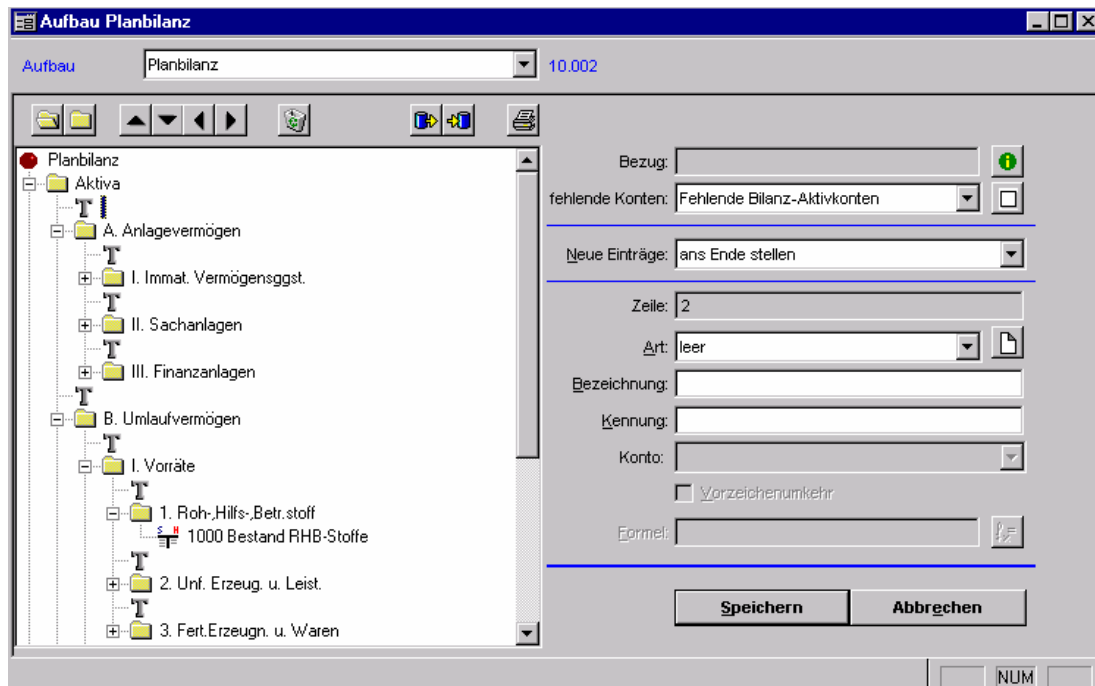 Aufbau Planbilanz
Aufbau Planbilanz 10.002
Planbilanz
Aktiva
T
A. Anlagevermögen
T
I. Immat. Vermögensggst.
T
II. Sachanlagen
T
III. Finanzanlagen
T
B. Umlaufvermögen
T
I. Vorräte
T
1. Roh-,Hilfs-,Betr.stoff
S H 1000 Bestand RHB-Stoffe
T
2. Unf. Erzeug. u. Leist.
T
3. Fert.Erzeugn. u. Waren
Bezug:
fehlende Konten: Fehlende Bilanz-Aktivkonten
Neue Einträge: ans Ende stellen
Zeile: 2
Art: leer
Bezeichnung:
Kennung:
Konto:
Vorzeichenumkehr
Formel:
Speichern Abbrechen
NUM